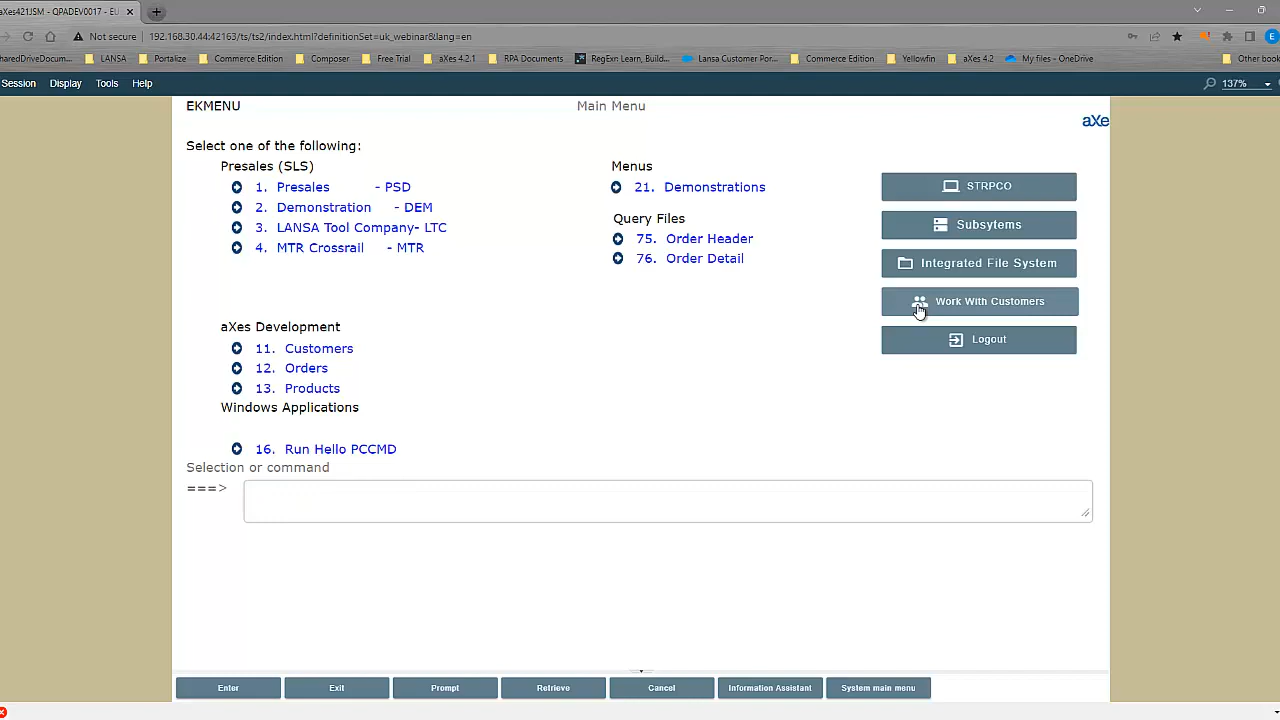 aXes421JSM - QPADEV0017 - EU
Not secure
192.168.30.44:42163/ts/ts2/index.html?definitionSet=uk_webinar&lang=en
E
haredDriveDocum...
LANSA
Portalize
Commerce Edition
Composer
Free Trial
aXes 4.2.1
RPA Documents
RegExr: Learn, Build...
Lansa Customer Por...
Commerce Edition
Yellowfin
aXes 4.2
My files - OneDrive
Other book
Session
Display
Tools
Help
137%
EKMENU
Main Menu
aXe
Select one of the following:
Presales (SLS)
1. Presales - PSD
2. Demonstration - DEM
3. LANSA Tool Company- LTC
4. MTR Crossrail - MTR
Menus
21. Demonstrations
Query Files
75. Order Header
76. Order Detail
STRPCO
Subsytems
Integrated File System
Work With Customers
Logout
aXes Development
11. Customers
12. Orders
13. Products
Windows Applications
16. Run Hello PCCMD
Selection or command
===>
Enter
Exit
Prompt
Retrieve
Cancel
Information Assistant
System main menu